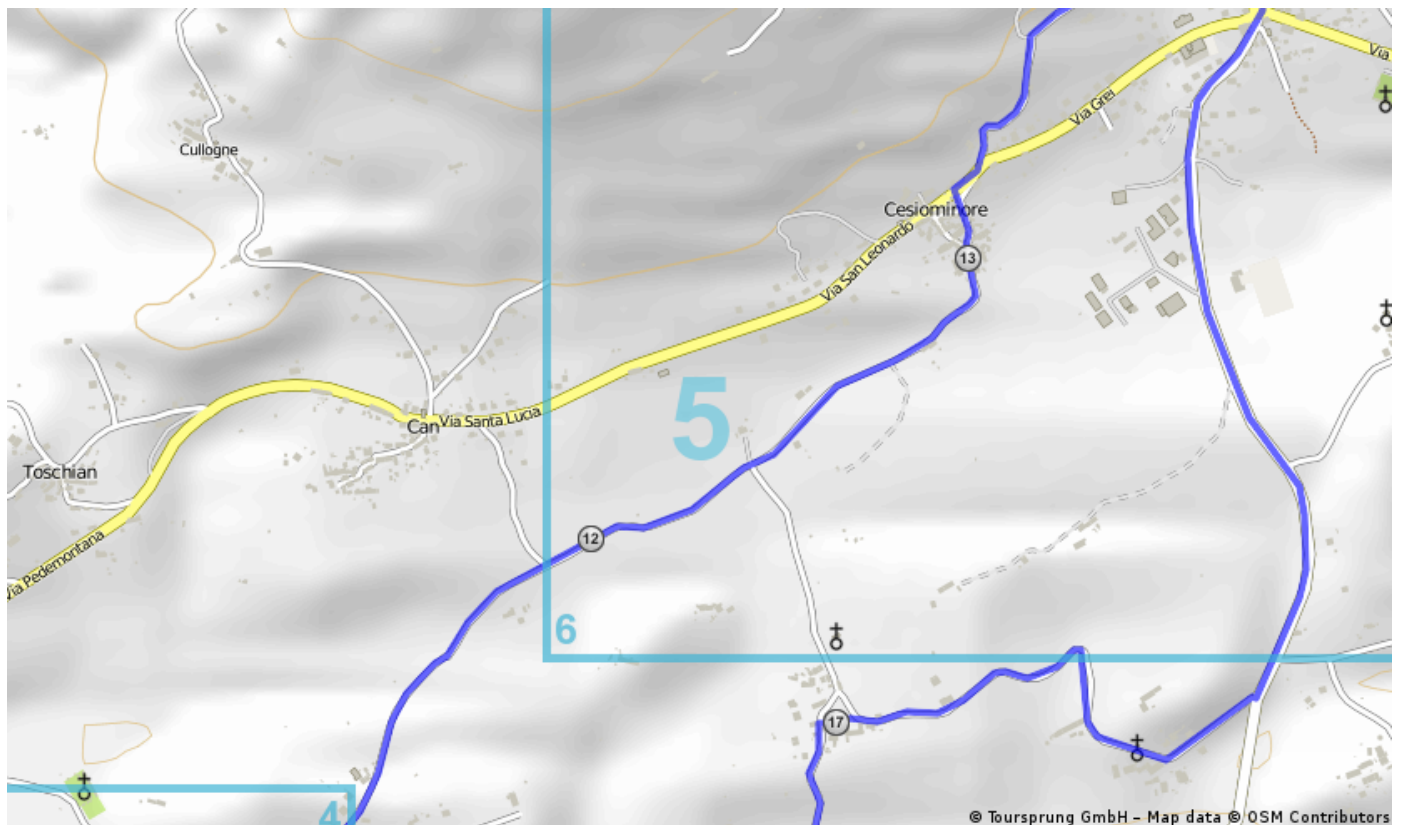 Via
Via Grei
Cullogne
Cesiominore
13
Via San Leonardo
5
Via Santa Lucia
Can
Toschian
12
Via Pedemontana
6
17
4
© Toursprung GmbH – Map data © OSM Contributors